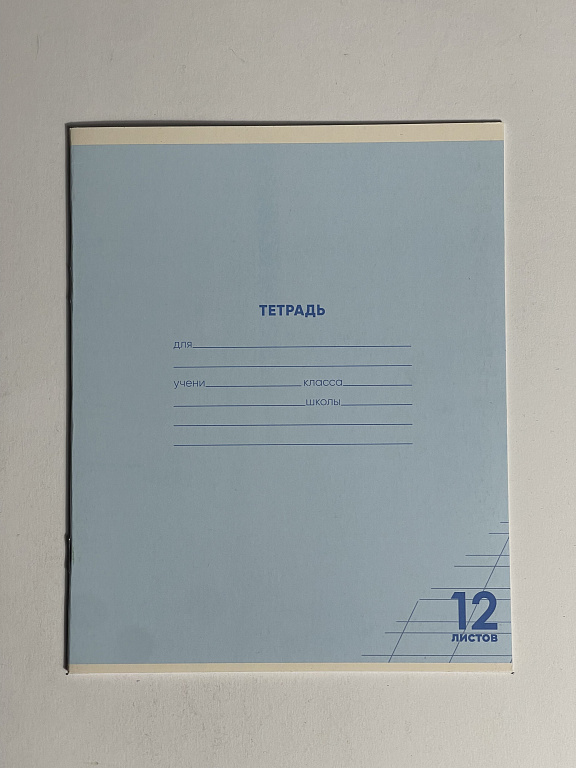 ТЕТРАДЬ
для
учени класса
школы
12
ЛИСТОВ